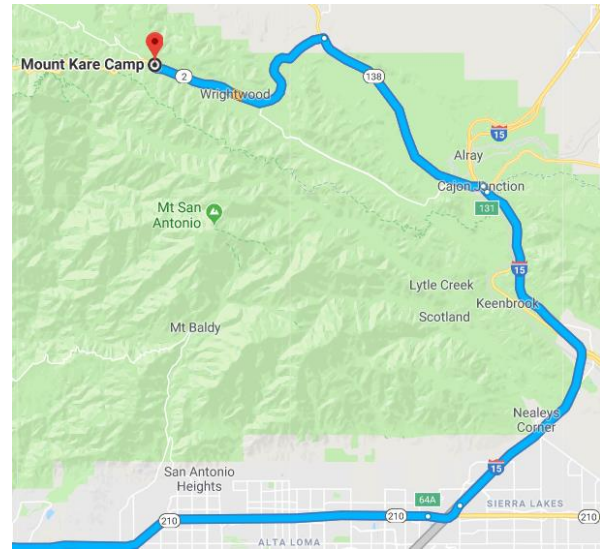 Mount Kare Camp
2
Wrightwood
138
15
Alray
Cajon Junction
131
Mt San
Antonio
15
Lytle Creek
Keenbrook
Scotland
Mt Baldy
Nealeys
Corner
San Antonio
Heights
15
64A
SIERRA LAKES
210
210
210
ALTA LOMA